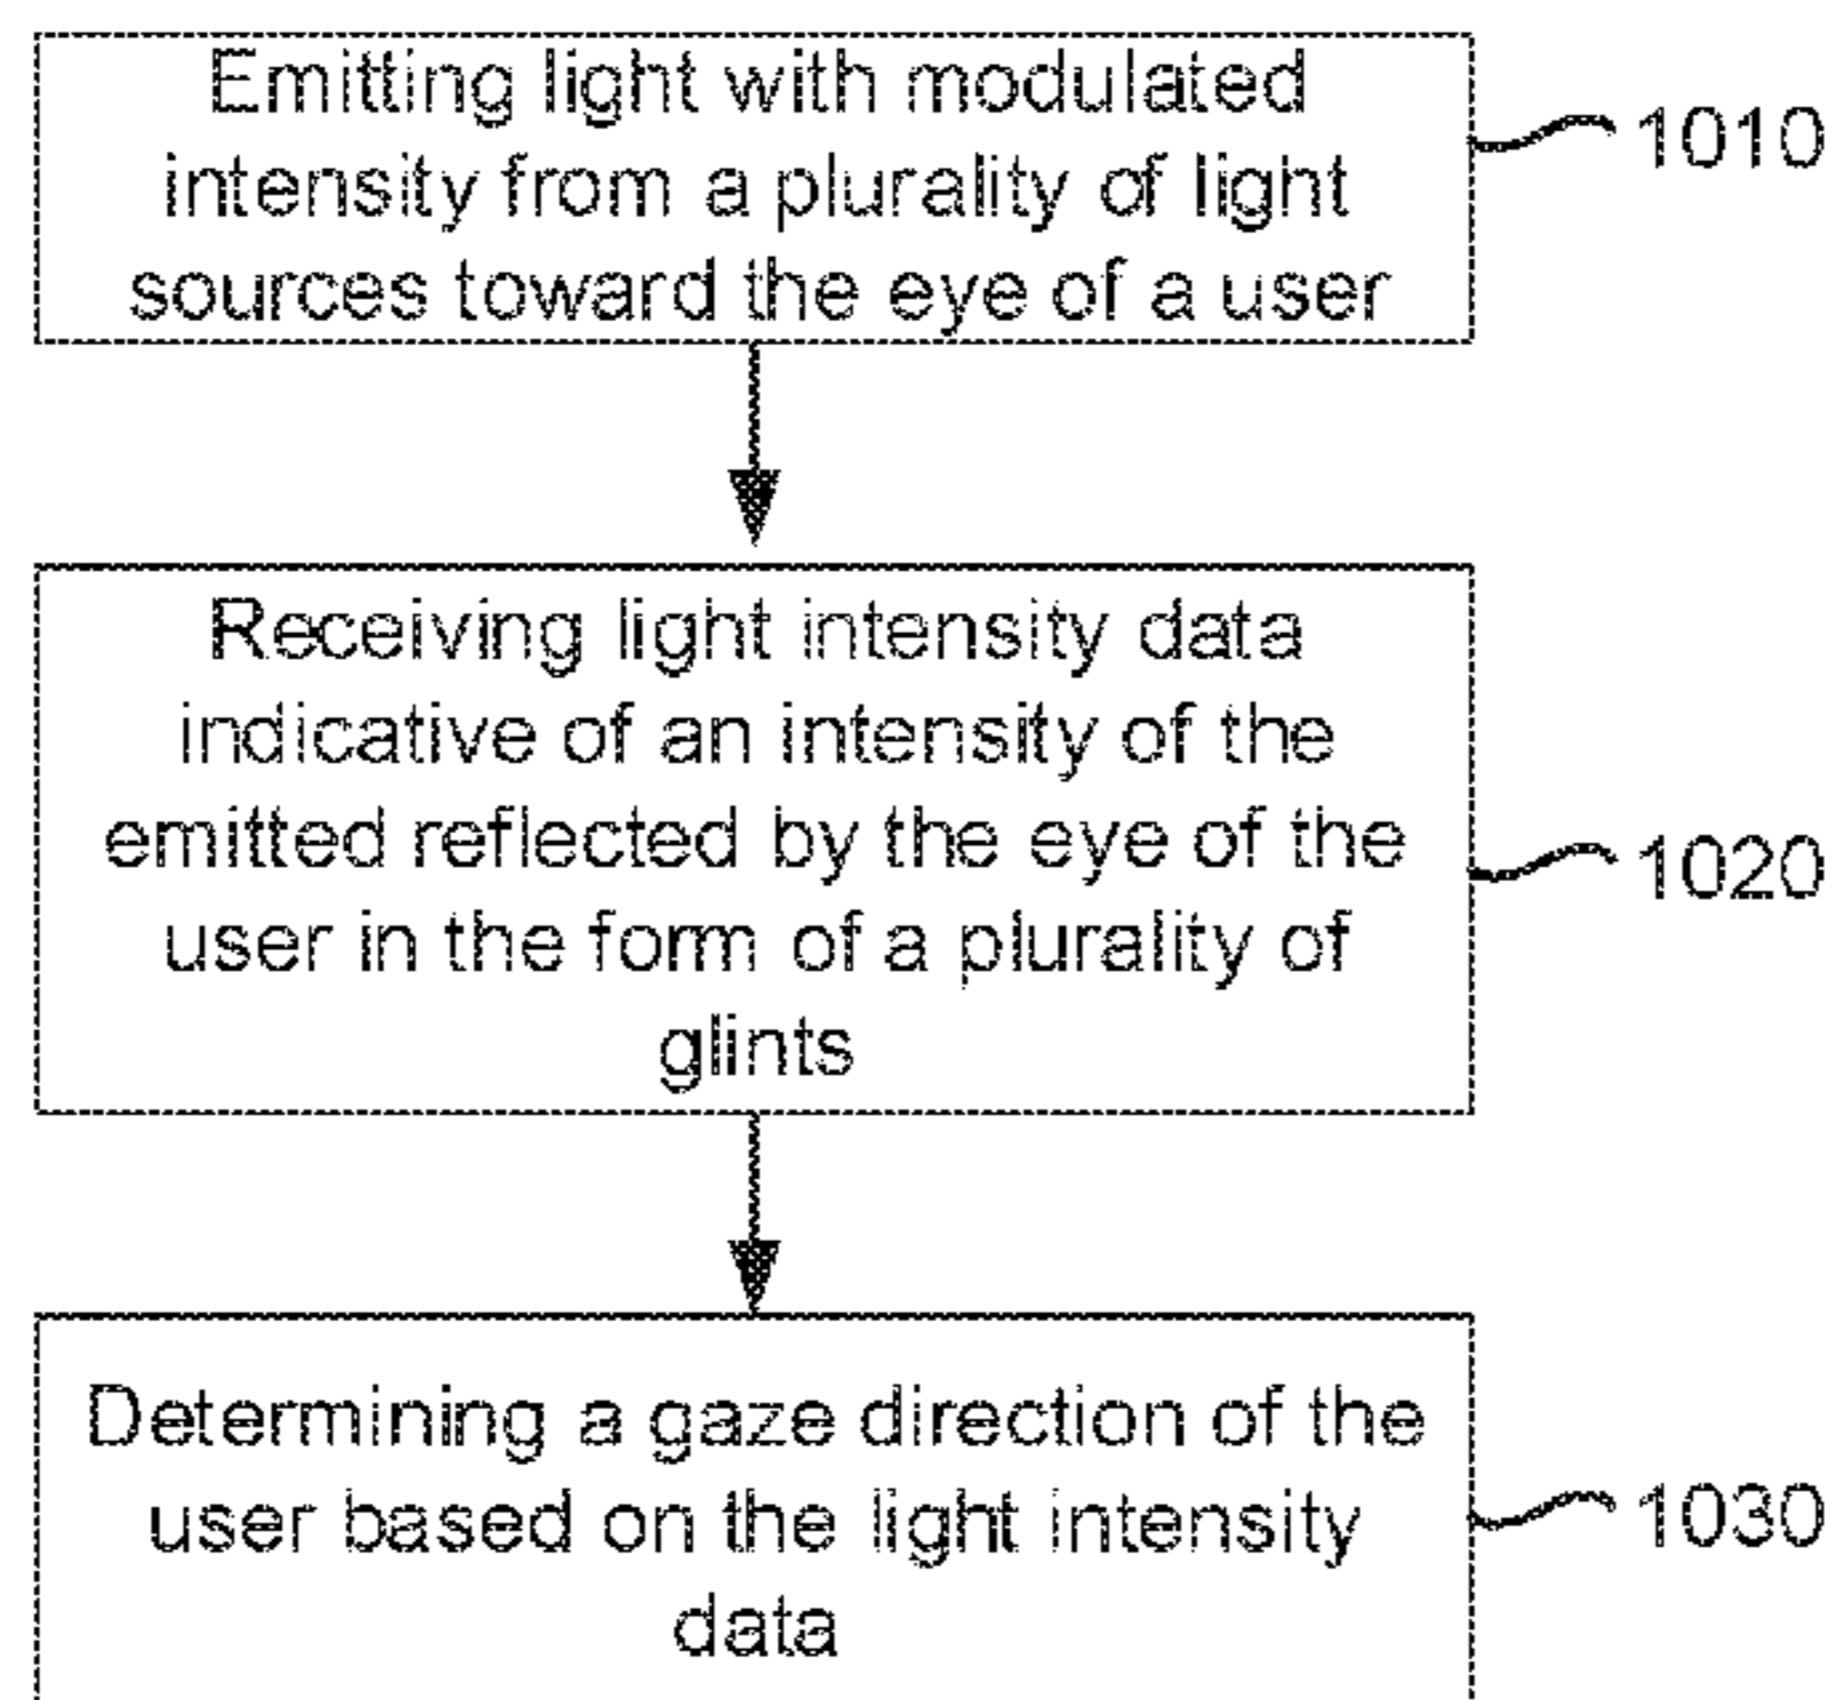 Emitting light with modulated
intensity from a plurality of light
sources toward the eye of a user
1010
Receiving light intensity data
indicative of an intensity of the
emitted reflected by the eye of the
user in the form of a plurality of
glints
1020
Determining a gaze direction of the
user based on the light intensity
data
1030